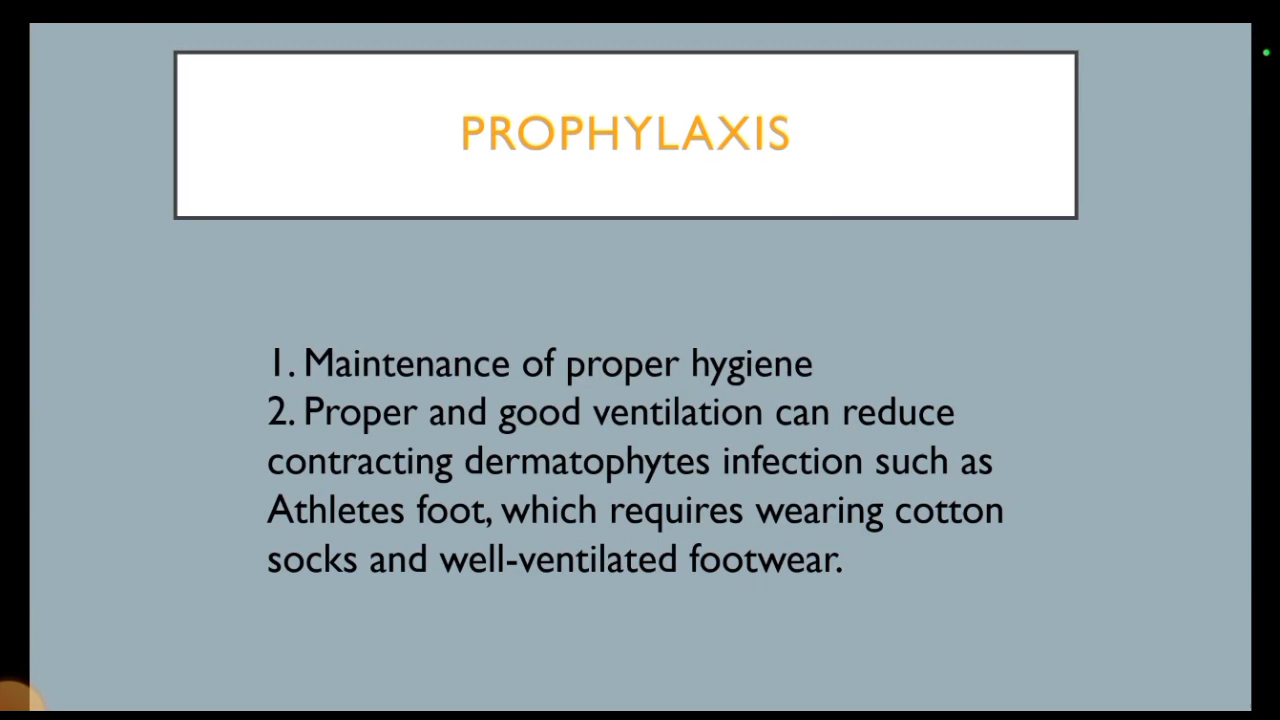 PROPHYLAXIS
1. Maintenance of proper hygiene
2. Proper and good ventilation can reduce
contracting dermatophytes infection such as
Athletes foot, which requires wearing cotton
socks and well-ventilated footwear.